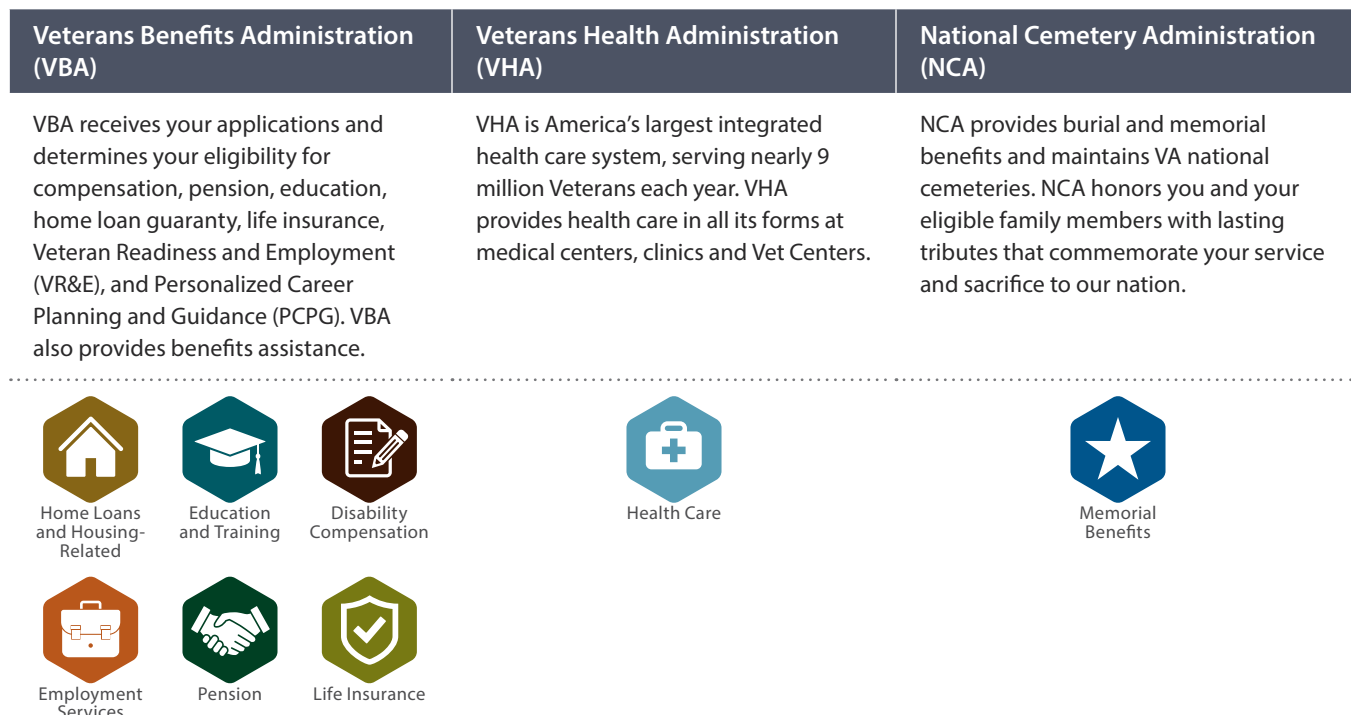 Veterans Benefits Administration
(VBA)
VBA receives your applications and
determines your eligibility for
compensation, pension, education,
home loan guaranty, life insurance,
Veteran Readiness and Employment
(VR&E), and Personalized Career
Planning and Guidance (PCPG). VBA
also provides benefits assistance.
Home Loans
and Housing-
Related
Education
and Training
Disability
Compensation
Employment
Services
Pension
Life Insurance
Veterans Health Administration
(VHA)
VHA is America’s largest integrated
health care system, serving nearly 9
million Veterans each year. VHA
provides health care in all its forms at
medical centers, clinics and Vet Centers.
Health Care
National Cemetery Administration
(NCA)
NCA provides burial and memorial
benefits and maintains VA national
cemeteries. NCA honors you and your
eligible family members with lasting
tributes that commemorate your service
and sacrifice to our nation.
Memorial
Benefits